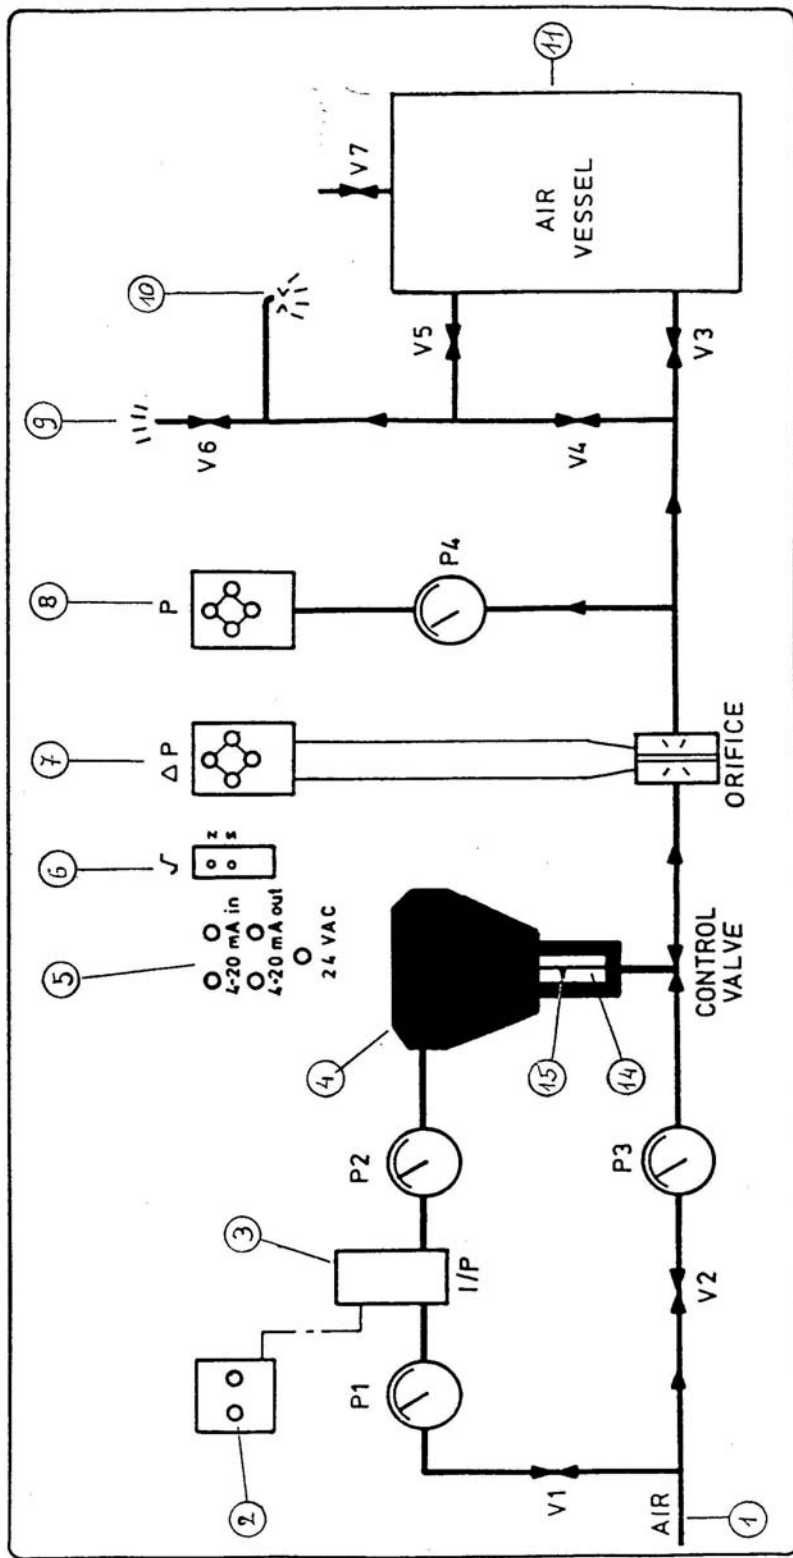 1
AIR
V1
P1
2
3
I/P
P2
4
V2
P3
CONTROL
VALVE
15
14
5
4-20 mA in
4-20 mA out
24 VAC
6
√
z
s
7
ΔP
ORIFICE
8
P
P4
9
V6
10
V4
V5
V3
V7
AIR
VESSEL
11